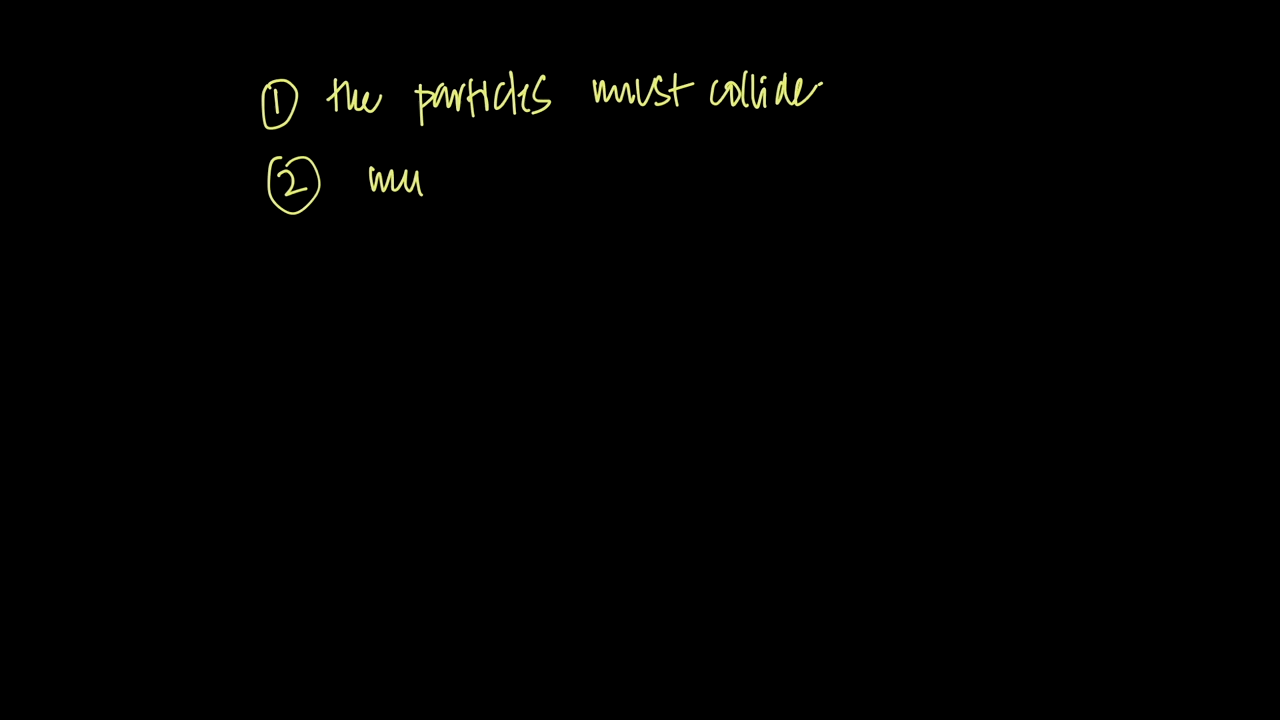 ① the particles must collide
② mu